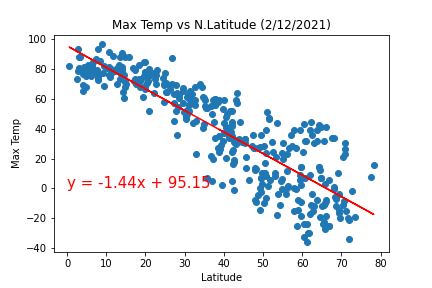 Max Temp vs N.Latitude (2/12/2021)
100
80
60
40
20
0
−20
−40
Max Temp
y = -1.44x + 95.15
0 10 20 30 40 50 60 70 80
Latitude